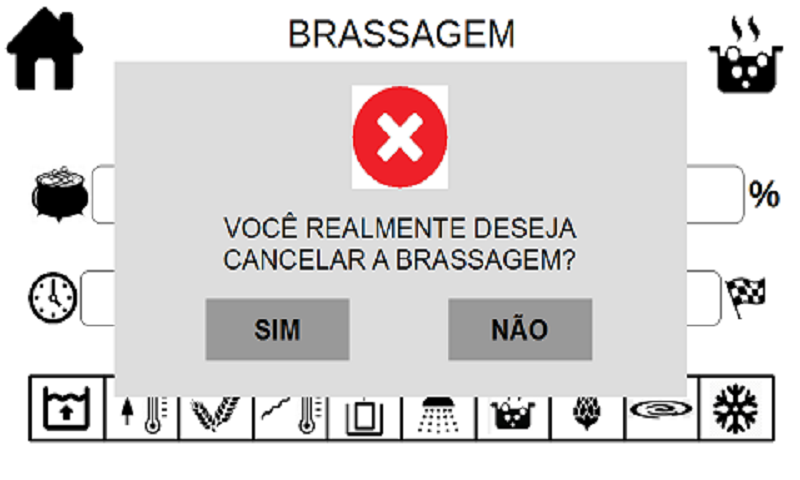 BRASSAGEM
%
VOCÊ REALMENTE DESEJA
CANCELAR A BRASSAGEM?
SIM
NÃO